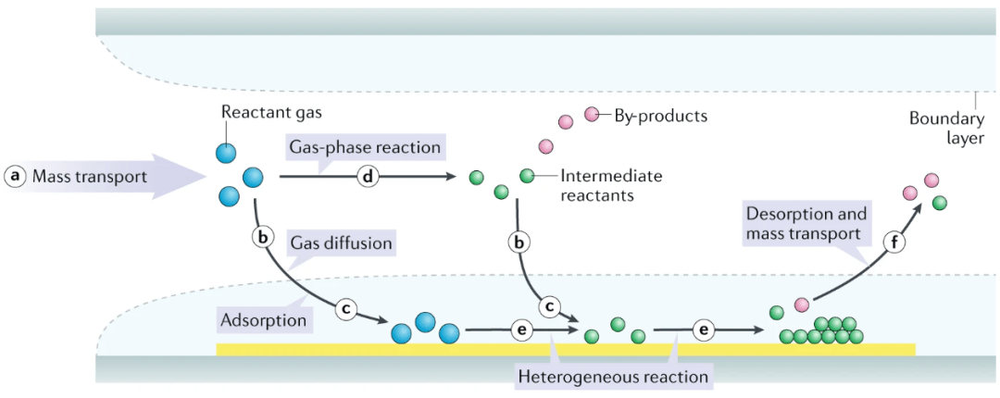 Reactant gas
By-products
Boundary
layer
Gas-phase reaction
a Mass transport
d
Intermediate
reactants
b
Gas diffusion
b
Desorption and
mass transport
f
Adsorption
c
c
e
e
Heterogeneous reaction